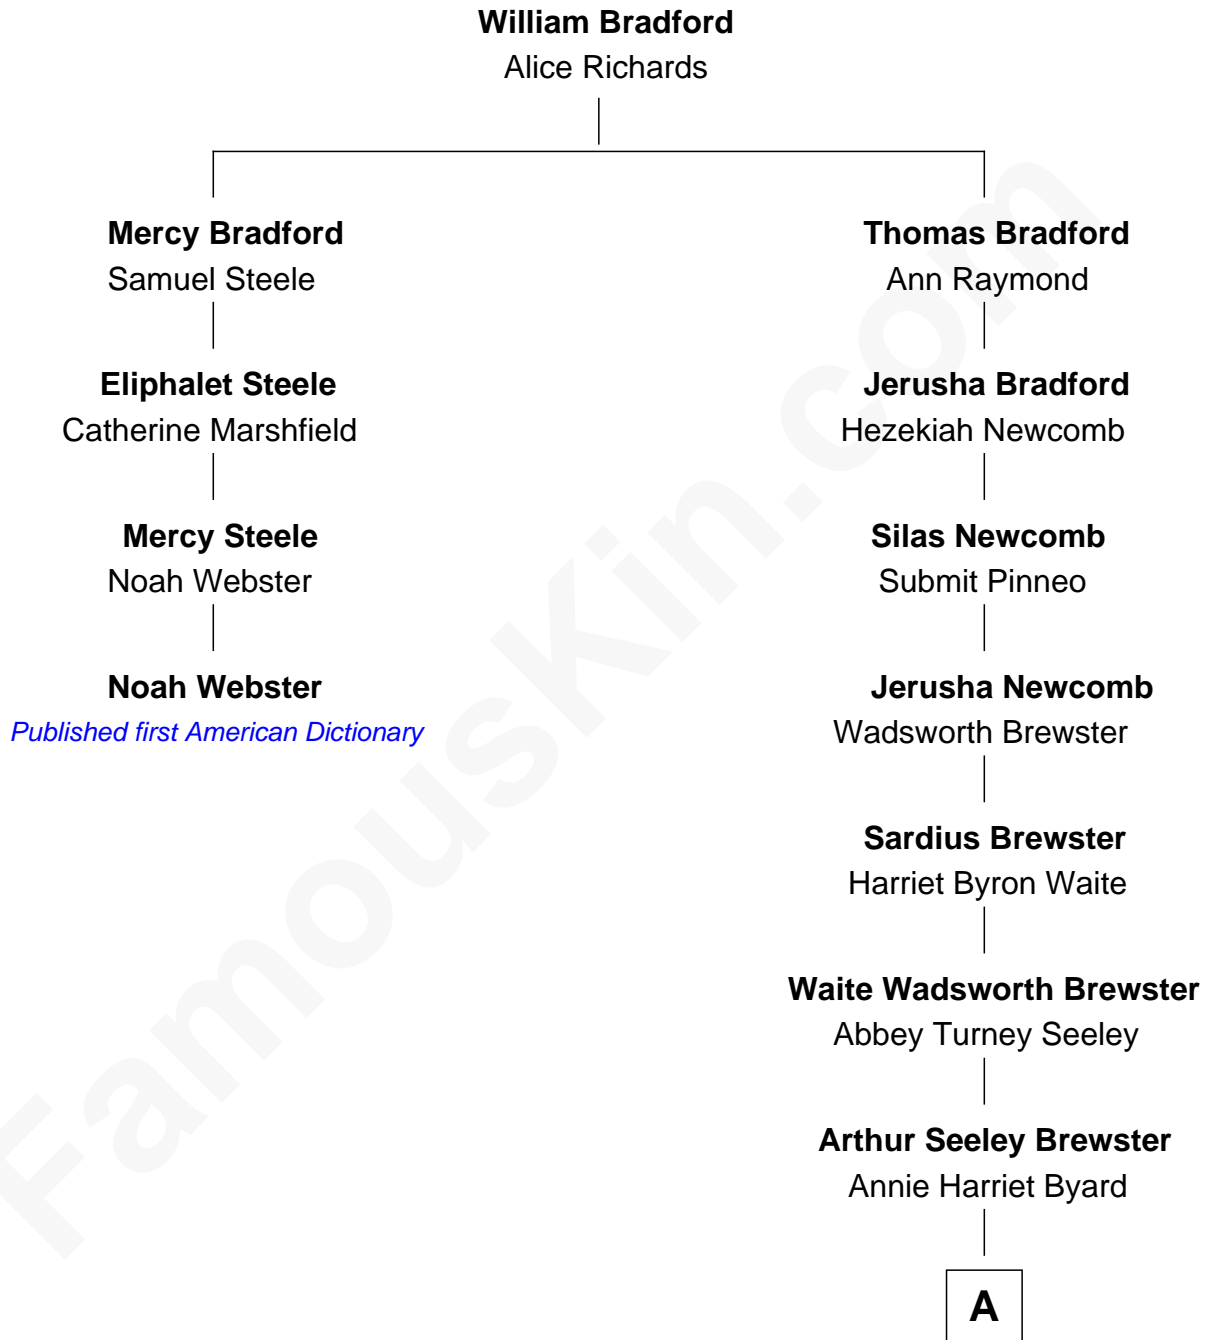 William Bradford
Alice Richards
Mercy Bradford
Samuel Steele
Thomas Bradford
Ann Raymond
Eliphalet Steele
Catherine Marshfield
Jerusha Bradford
Hezekiah Newcomb
Mercy Steele
Noah Webster
Silas Newcomb
Submit Pinneo
Noah Webster
Published first American Dictionary
Jerusha Newcomb
Wadsworth Brewster
Sardius Brewster
Harriet Byron Waite
Waite Wadsworth Brewster
Abbey Turney Seeley
Arthur Seeley Brewster
Annie Harriet Byard
A
FamousKin.com